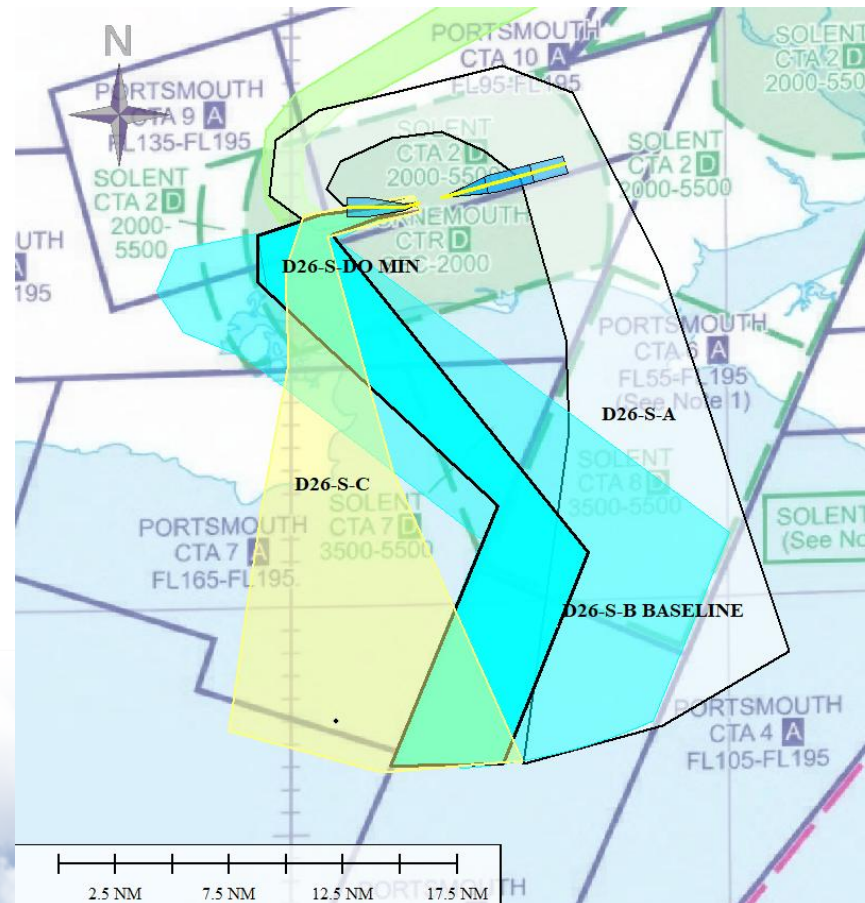 N
PORTSMOUTH
CTA 10 A
FL95-FL195
SOLENT
CTA 2 D
2000-5500
PORTSMOUTH
CTA 9 A
FL135-FL195
SOLENT
CTA 2 D
2000-5500
SOLENT
CTA 2 D
2000-5500
SOLENT
CTA 2 D
2000-
5500
CTR D
-2000
UTH
A
195
D26-S-DO MIN
PORTSMOUTH
CTA 6 A
FL55-FL195
(See Note 1)
D26-S-A
D26-S-C
SOLENT
CTA 8 D
3500-5500
SOLENT
CTA 7 D
3500-5500
PORTSMOUTH
CTA 7 A
FL165-FL195
SOLENT
(See No
D26-S-B BASELINE
PORTSMOUTH
CTA 4 A
FL105-FL195
2.5 NM
7.5 NM
12.5 NM
17.5 NM
PORTSMOUTH